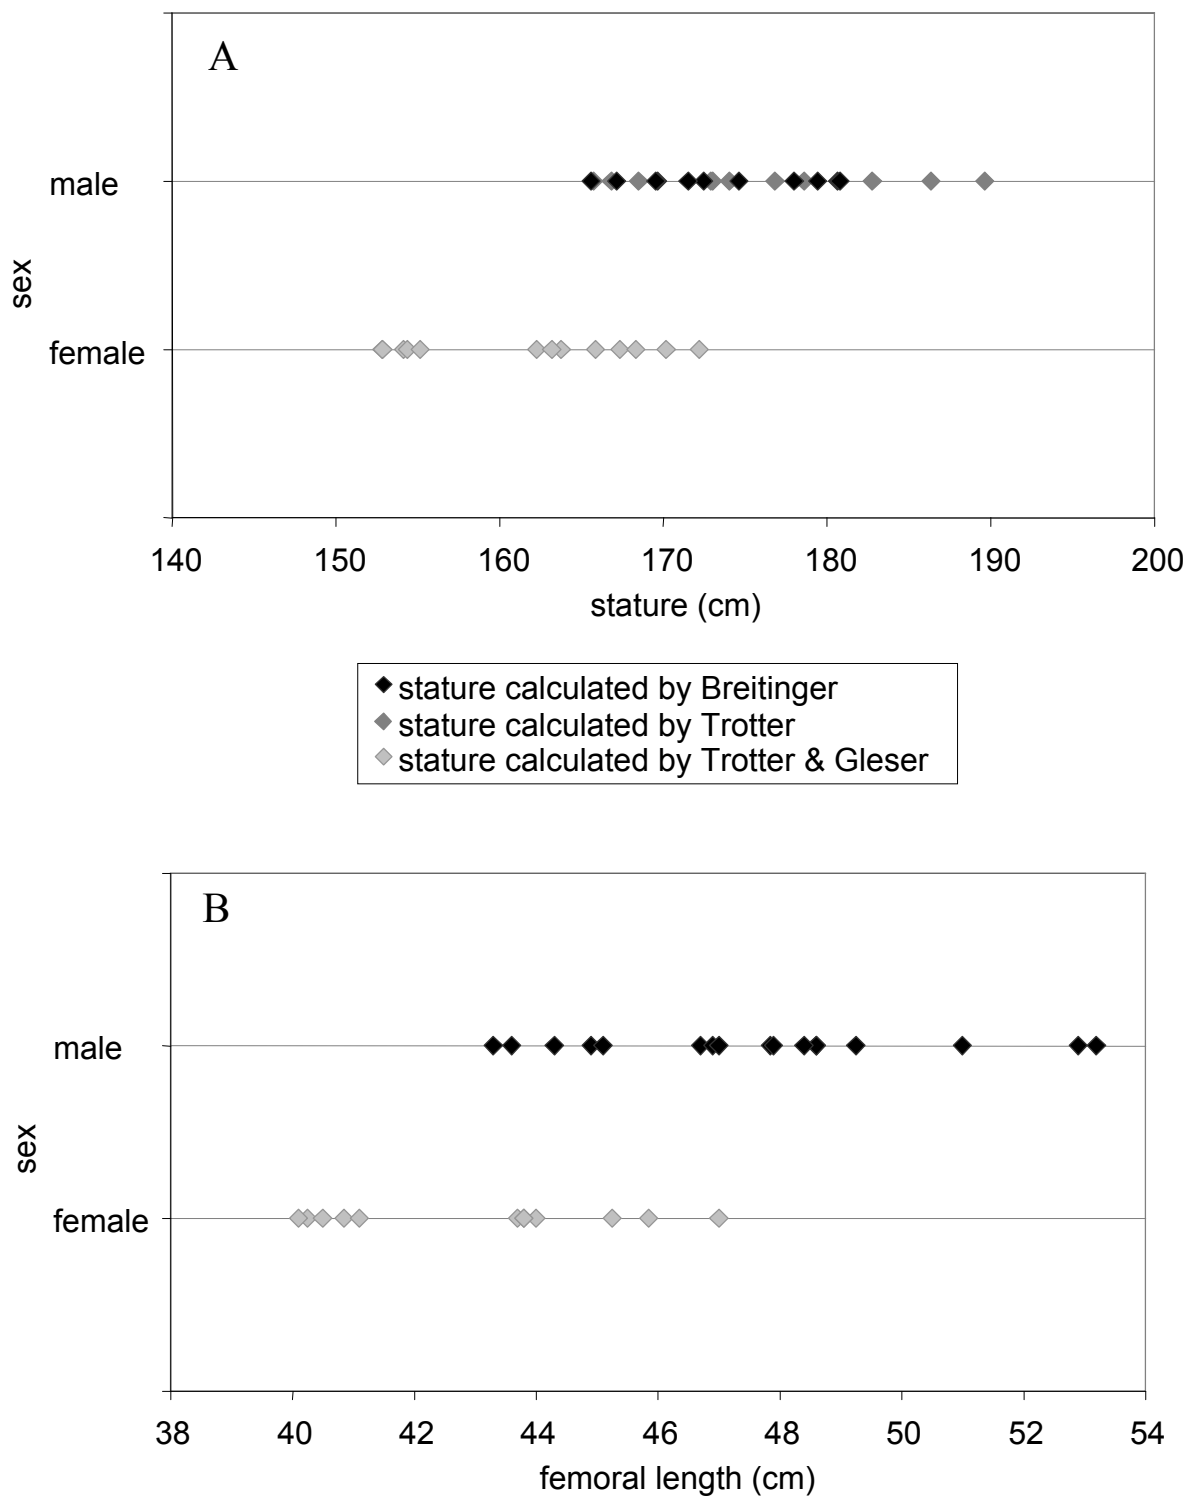 A
male
sex
female
140 150 160 170 180 190 200
stature (cm)
stature calculated by Breitinger
stature calculated by Trotter
stature calculated by Trotter & Gleser
B
male
sex
female
38 40 42 44 46 48 50 52 54
femoral length (cm)